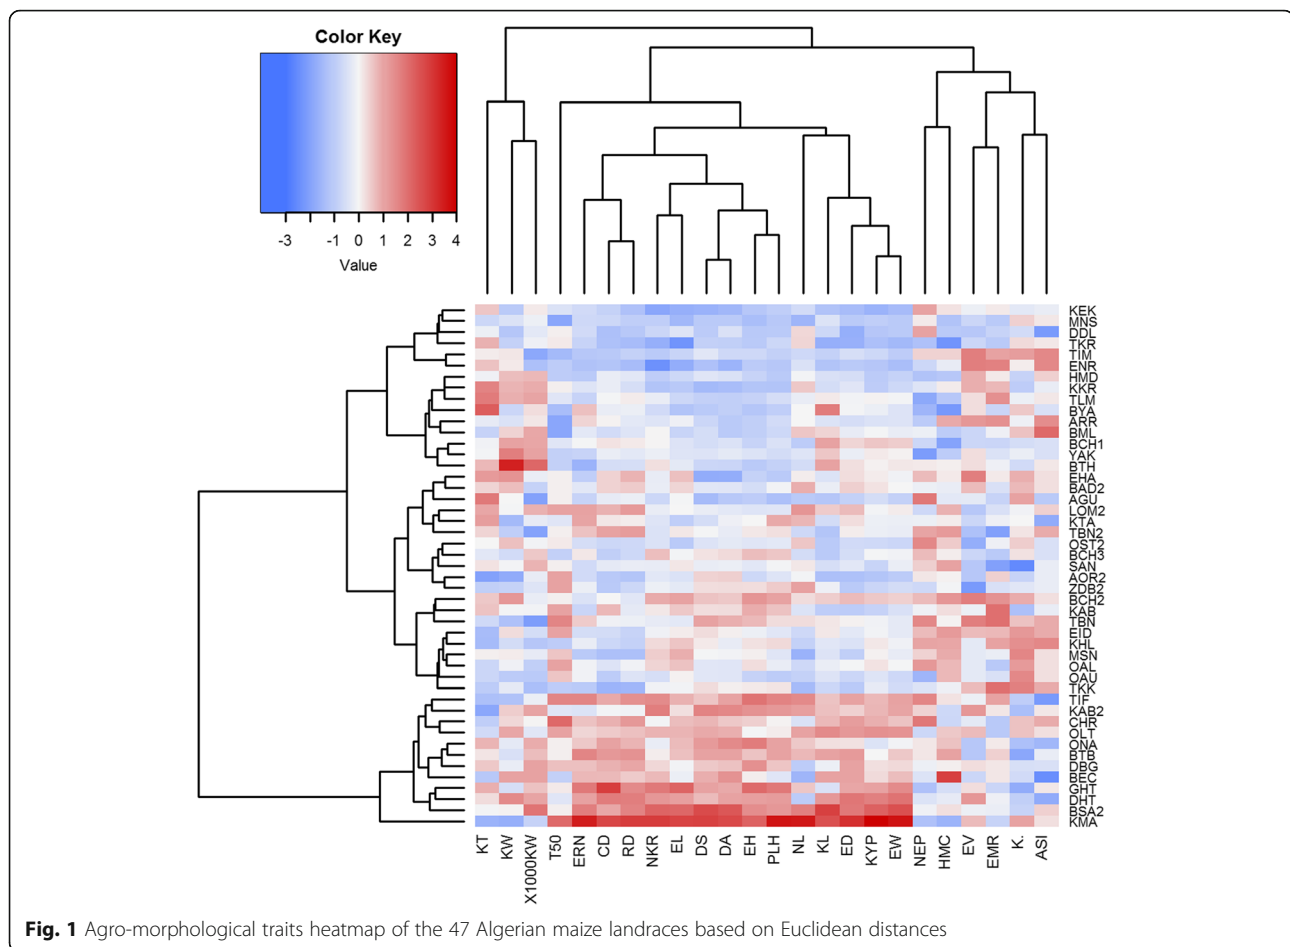 Color Key
-3 -1 0 1 2 3 4
Value
KEK
MNS
DDL
TKR
TIM
ENR
HMD
KKR
TLM
BYA
ARR
BML
BCH1
YAK
BTH
EHA
BAD2
AGU
LOM2
KTA
TBN2
OST2
BCH3
SAN
AOR2
ZDB2
BCH2
KAB
TBN
EID
KHL
MSN
OAL
OAU
TKK
TIF
KAB2
CHR
OLT
ONA
BTB
DBG
BEC
GHT
DHT
BSA2
KMA
KT KW X1000KW T50 ERN CD RD NKR EL DS DA EH PLH NL KL ED KYP EW NEP HMC EV EMR K. ASI
Fig. 1 Agro-morphological traits heatmap of the 47 Algerian maize landraces based on Euclidean distances